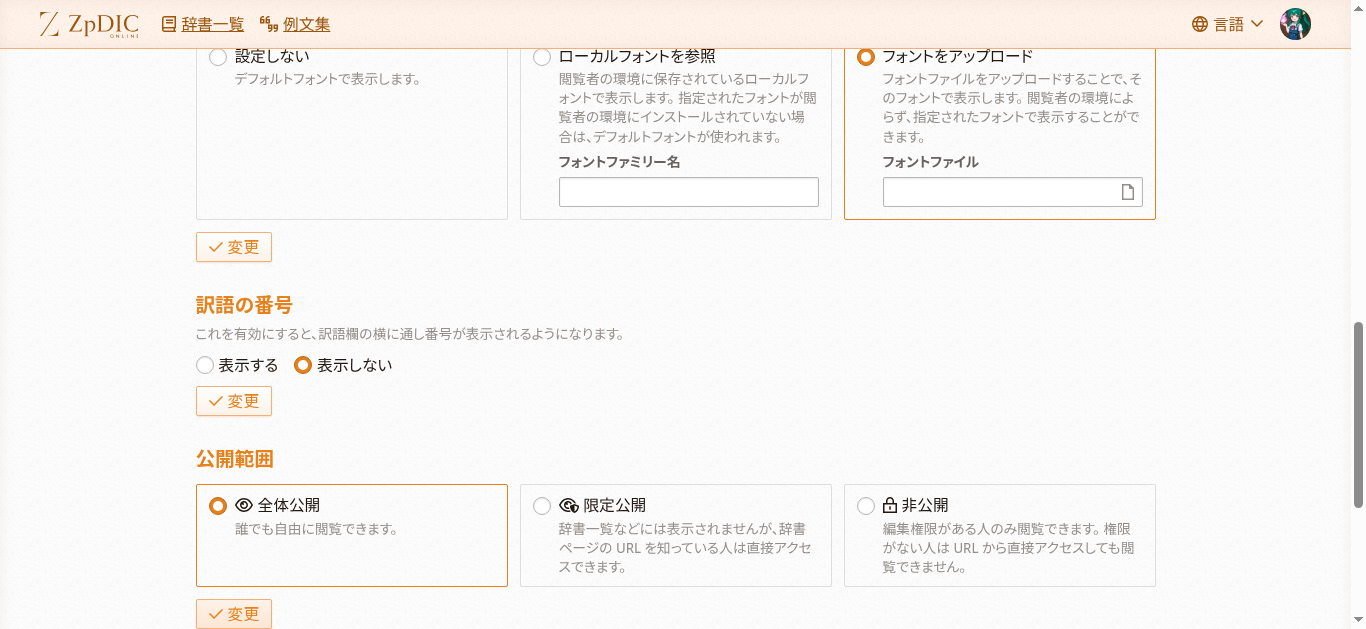 ZpDIC ONLINE 辞書一覧 例文集 言語
設定しない
デフォルトフォントで表示します。
ローカルフォントを参照
閲覧者の環境に保存されているローカルフ
ォントで表示します。指定されたフォントが閲
覧者の環境にインストールされていない場
合は、デフォルトフォントが使われます。
フォントファミリー名
フォントをアップロード
フォントファイルをアップロードすることで、そ
のフォントで表示します。閲覧者の環境によ
らず、指定されたフォントで表示することがで
きます。
フォントファイル
変更
訳語の番号
これを有効にすると、訳語欄の横に通し番号が表示されるようになります。
表示する 表示しない
変更
公開範囲
全体公開
誰でも自由に閲覧できます。
限定公開
辞書一覧などには表示されませんが、辞書
ページの URL を知っている人は直接アクセ
スできます。
非公開
編集権限がある人のみ閲覧できます。権限
がない人は URL から直接アクセスしても閲
覧できません。
変更